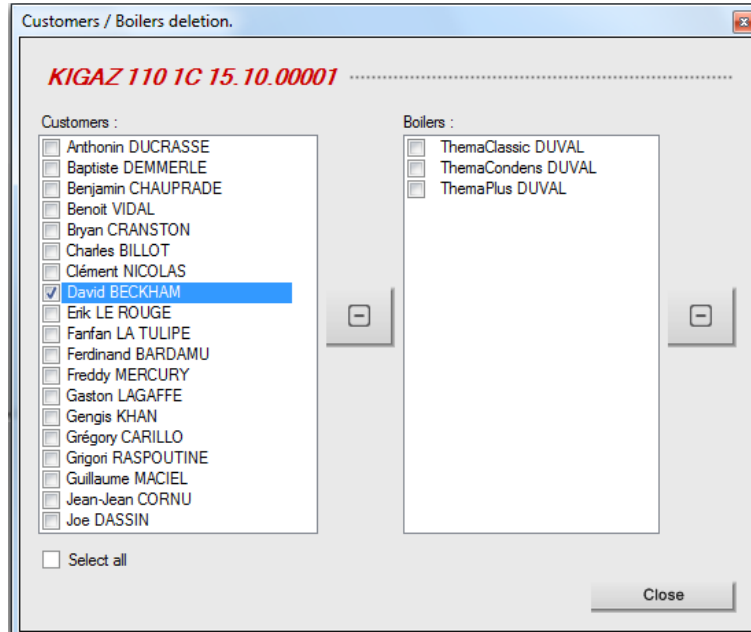 Customers / Boilers deletion.
KIGAZ 110 1C 15.10.00001
Customers :
Anthonin DUCRASSE
Baptiste DEMMERLE
Benjamin CHAUPRADE
Benoit VIDAL
Bryan CRANSTON
Charles BILLOT
Clément NICOLAS
David BECKHAM
Erik LE ROUGE
Fanfan LA TULIPE
Ferdinand BARDAMU
Freddy MERCURY
Gaston LAGAFFE
Gengis KHAN
Grégory CARILLO
Grigori RASPOUTINE
Guillaume MACIEL
Jean-Jean CORNU
Joe DASSIN
Select all
Boilers :
ThemaClassic DUVAL
ThemaCondens DUVAL
ThemaPlus DUVAL
Close